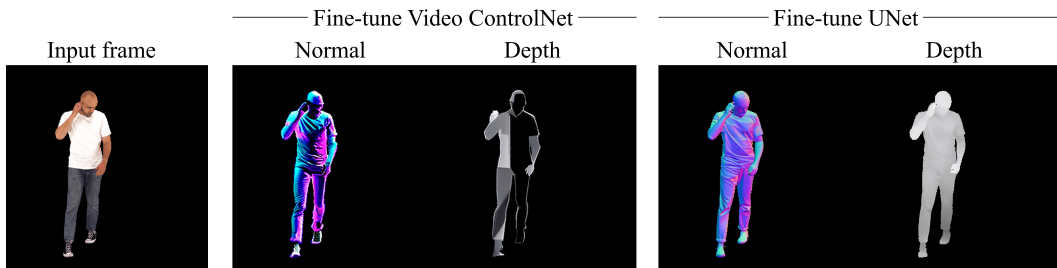 Fine-tune Video ControlNet Fine-tune UNet
Input frame Normal Depth Normal Depth